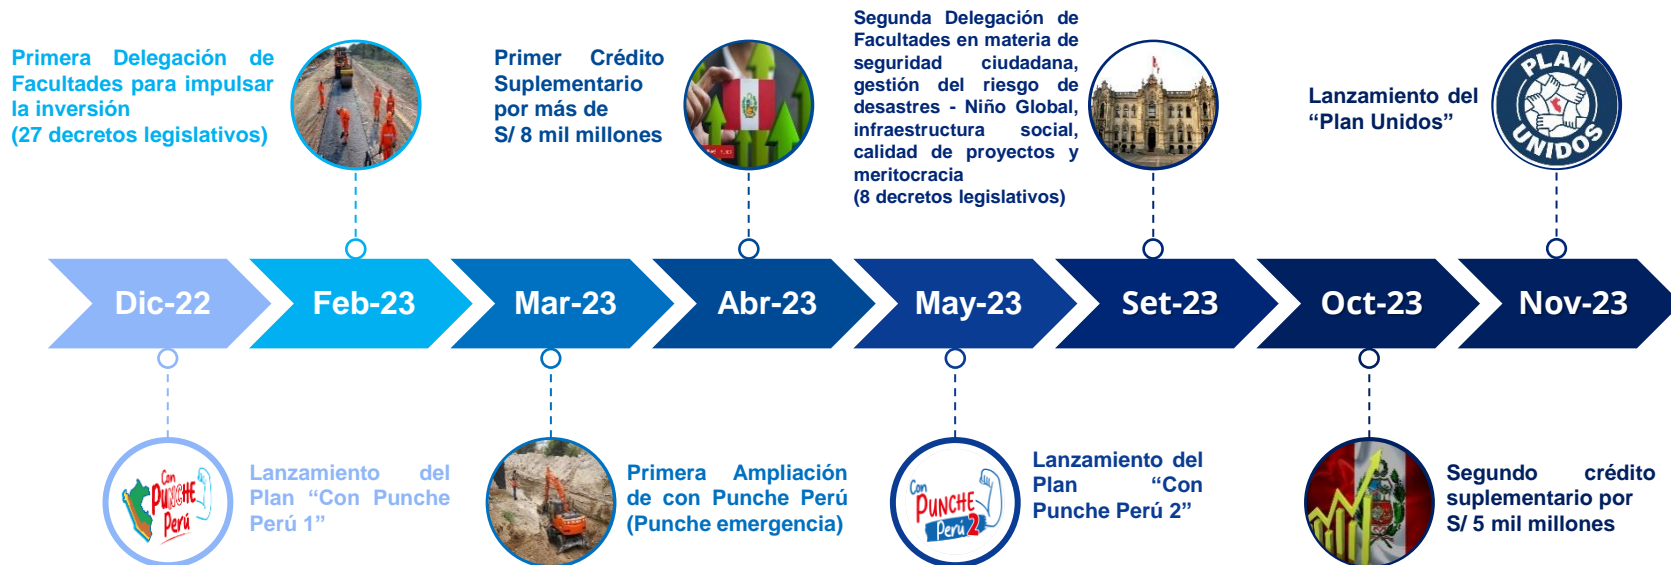 Primera Delegación de
Facultades para impulsar
la inversión
(27 decretos legislativos)
Primer Crédito
Suplementario
por más de
S/ 8 mil millones
Segunda Delegación de
Facultades en materia de
seguridad ciudadana,
gestión del riesgo de
desastres - Niño Global,
infraestructura social,
calidad de proyectos y
meritocracia
(8 decretos legislativos)
Lanzamiento del
“Plan Unidos”
PLAN
UNIDOS
Dic-22
Feb-23
Mar-23
Abr-23
May-23
Set-23
Oct-23
Nov-23
Con
PUNCHE
Perú
Lanzamiento del
Plan “Con Punche
Perú 1”
Primera Ampliación
de con Punche Perú
(Punche emergencia)
Con
PUNCHE
Perú 2
Lanzamiento del
Plan “Con
Punche Perú 2”
Segundo crédito
suplementario por
S/ 5 mil millones